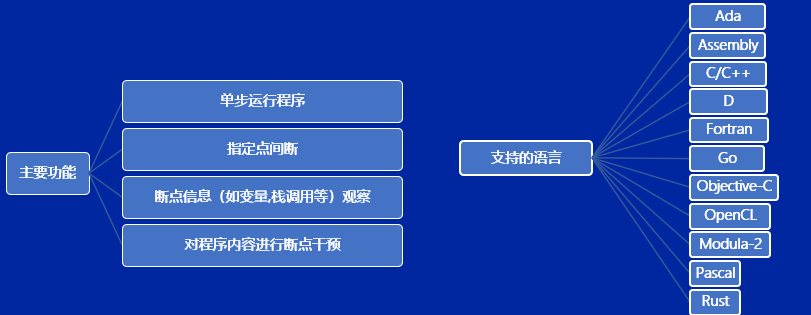 主要功能
单步运行程序
指定点间断
断点信息（如变量,栈调用等）观察
对程序内容进行断点干预
支持的语言
Ada
Assembly
C/C++
D
Fortran
Go
Objective-C
OpenCL
Modula-2
Pascal
Rust